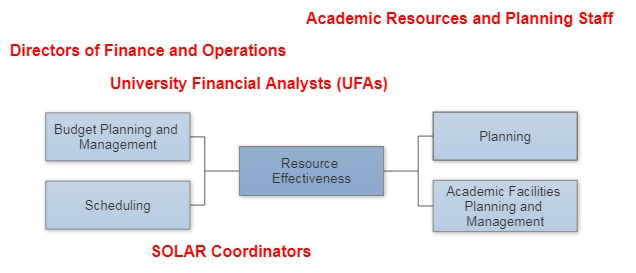 Academic Resources and Planning Staff
Directors of Finance and Operations
University Financial Analysts (UFAs)
Budget Planning and
Management
Scheduling
Resource
Effectiveness
Planning
Academic Facilities
Planning and
Management
SOLAR Coordinators